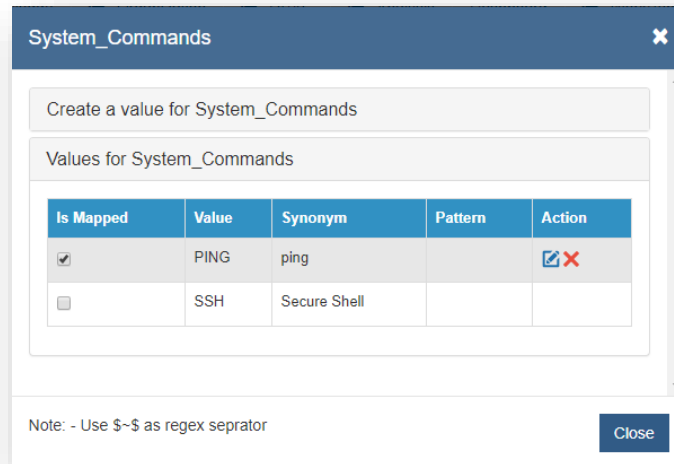 System_Commands
Create a value for System_Commands
Values for System_Commands
Is Mapped Value Synonym Pattern Action
PING ping
SSH Secure Shell
Note: - Use $~$ as regex seprator
Close